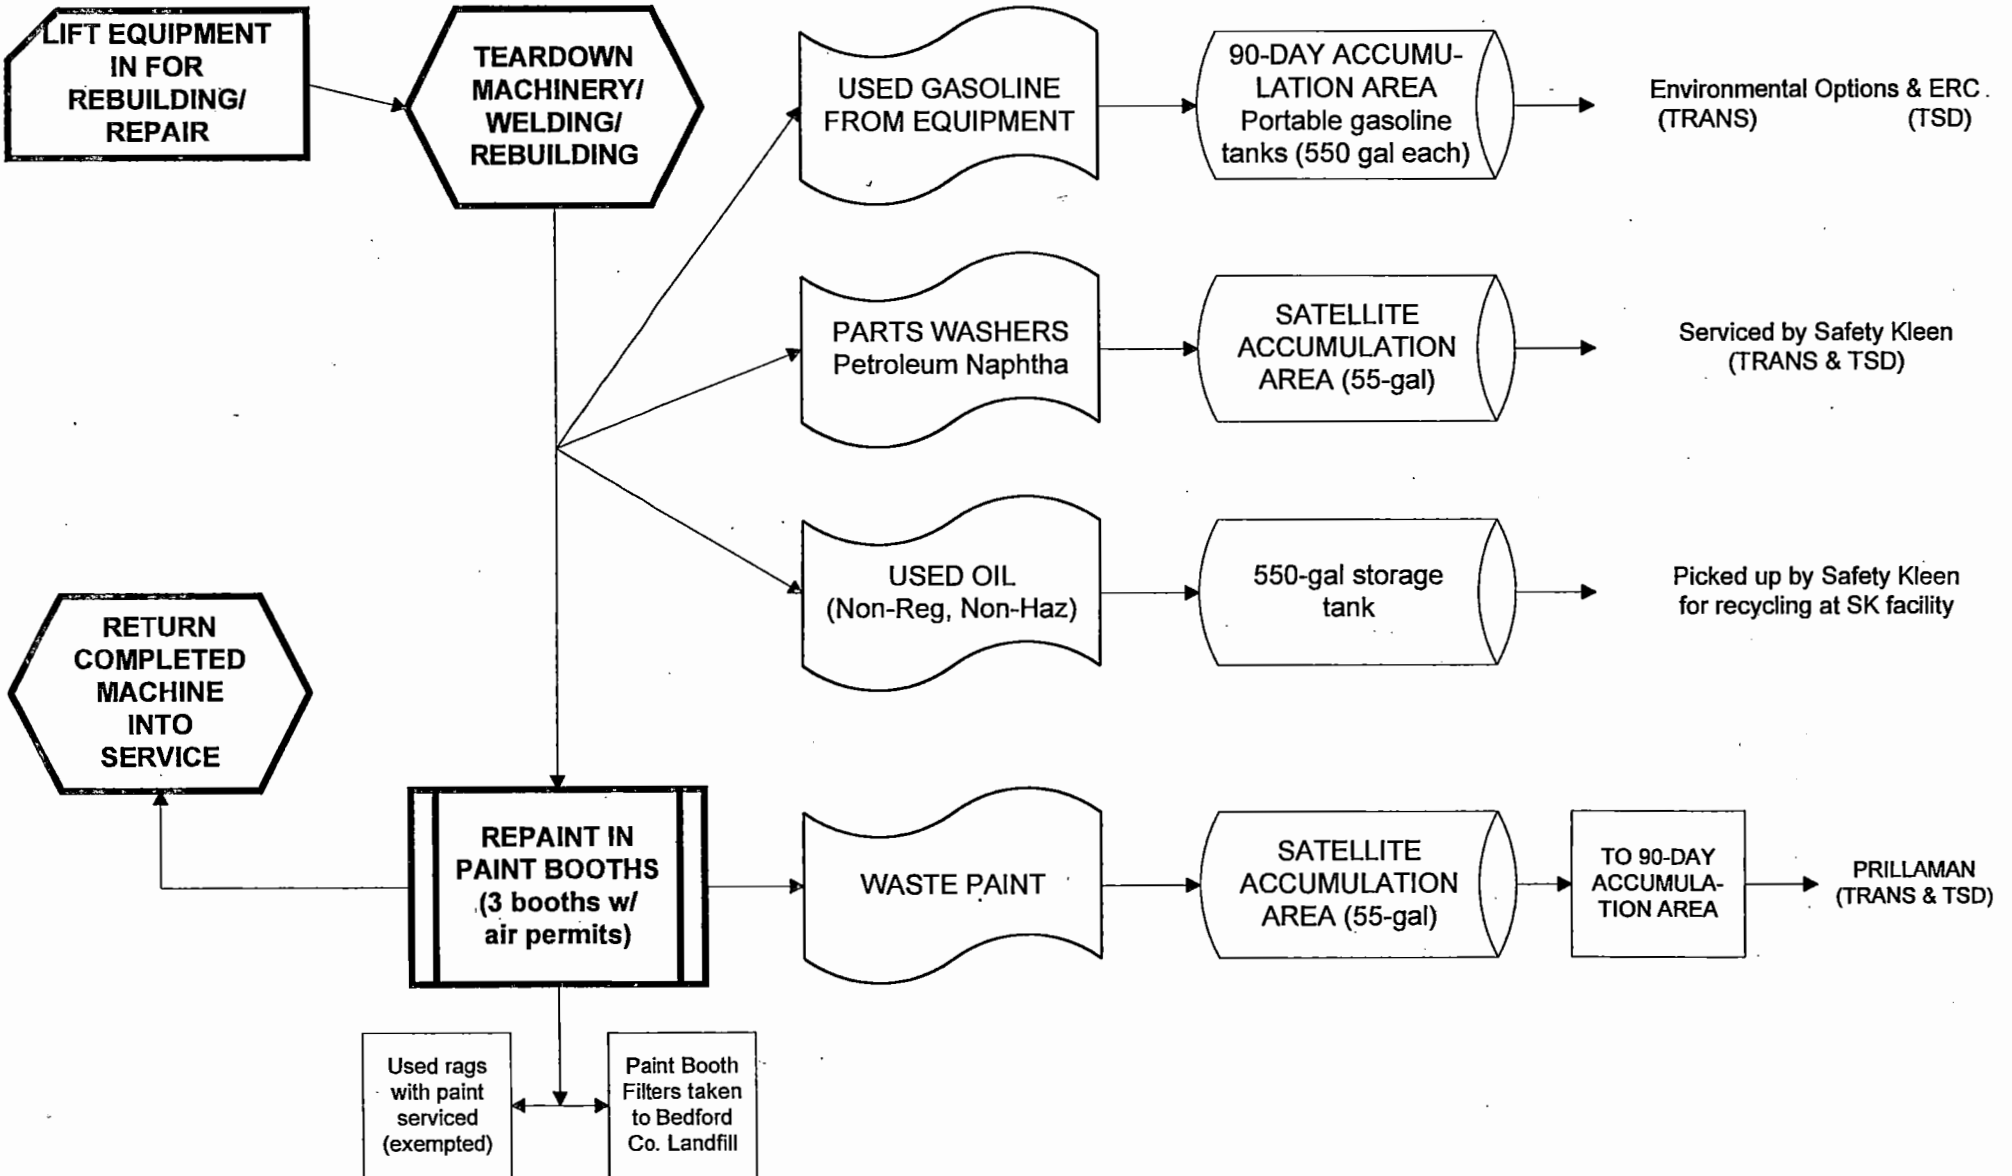 LIFT EQUIPMENT
IN FOR
REBUILDING/
REPAIR
TEARDOWN
MACHINERY/
WELDING/
REBUILDING
USED GASOLINE
FROM EQUIPMENT
90-DAY ACCUMU-
LATION AREA
Portable gasoline
tanks (550 gal each)
Environmental Options & ERC
(TRANS) (TSD)
PARTS WASHERS
Petroleum Naphtha
SATELLITE
ACCUMULATION
AREA (55-gal)
Serviced by Safety Kleen
(TRANS & TSD)
USED OIL
(Non-Reg, Non-Haz)
550-gal storage
tank
Picked up by Safety Kleen
for recycling at SK facility
RETURN
COMPLETED
MACHINE
INTO
SERVICE
REPAINT IN
PAINT BOOTHS
(3 booths w/
air permits)
WASTE PAINT
SATELLITE
ACCUMULATION
AREA (55-gal)
TO 90-DAY
ACCUMULA-
TION AREA
PRILLAMAN
(TRANS & TSD)
Used rags
with paint
serviced
(exempted)
Paint Booth
Filters taken
to Bedford
Co. Landfill